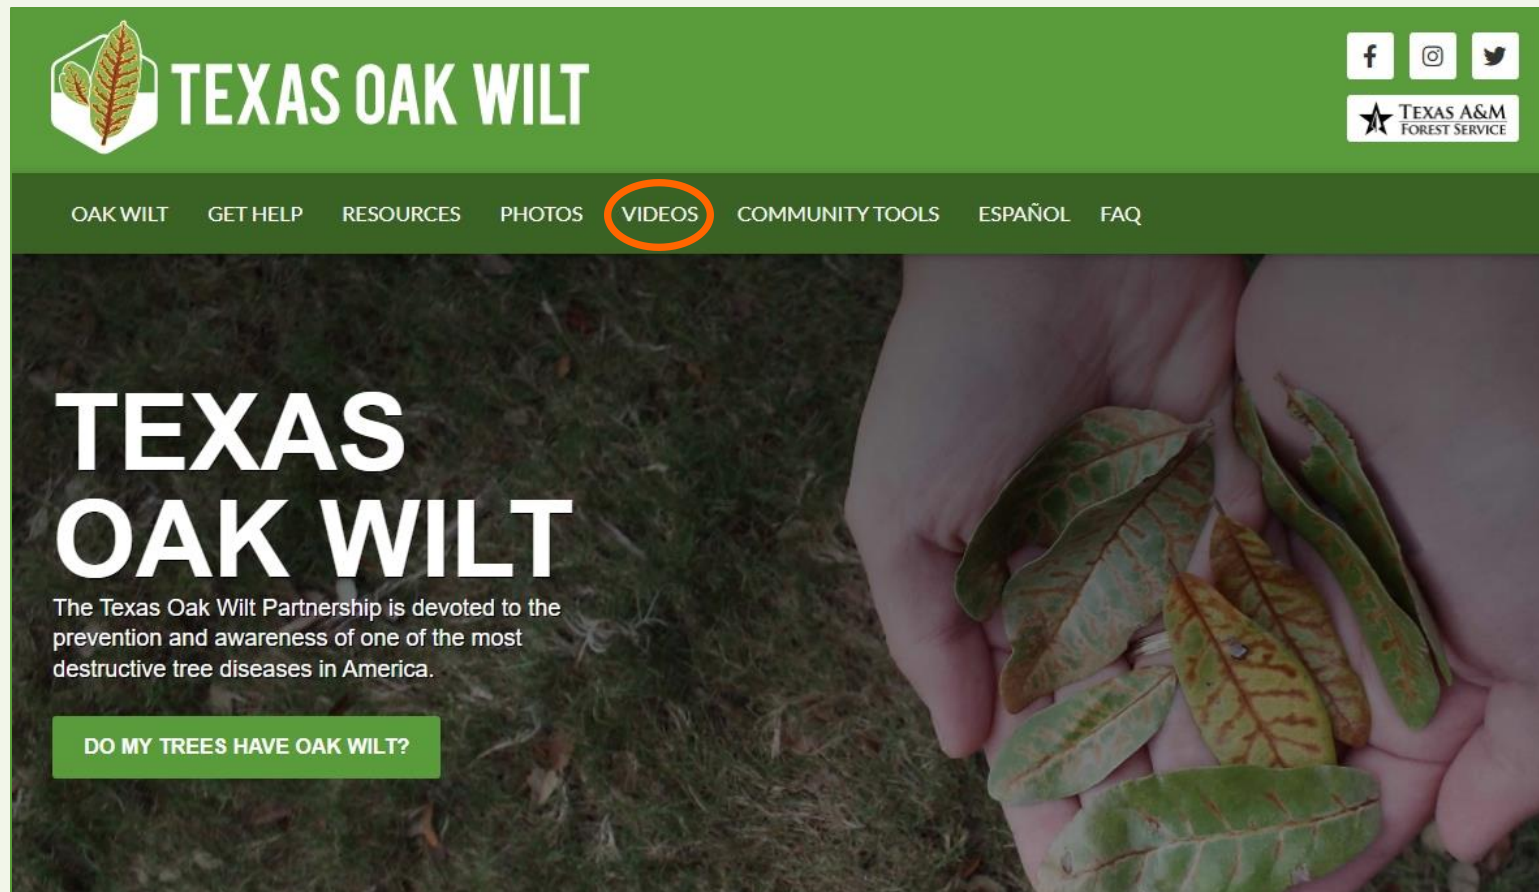 TEXAS OAK WILT
f
TEXAS A&M
FOREST SERVICE
OAK WILT GET HELP RESOURCES PHOTOS VIDEOS COMMUNITY TOOLS ESPAÑOL FAQ
TEXAS
OAK WILT
The Texas Oak Wilt Partnership is devoted to the
prevention and awareness of one of the most
destructive tree diseases in America.
DO MY TREES HAVE OAK WILT?